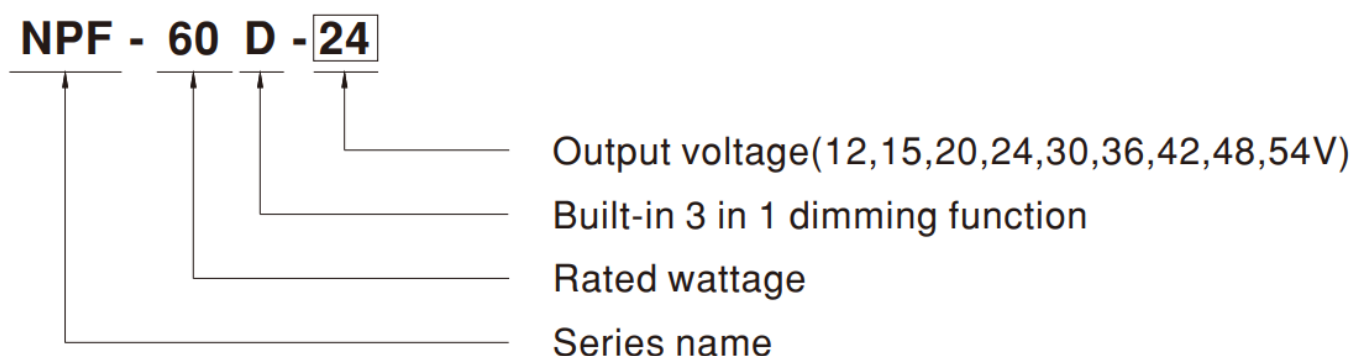 NPF - 60 D - 24
Output voltage(12,15,20,24,30,36,42,48,54V)
Built-in 3 in 1 dimming function
Rated wattage
Series name